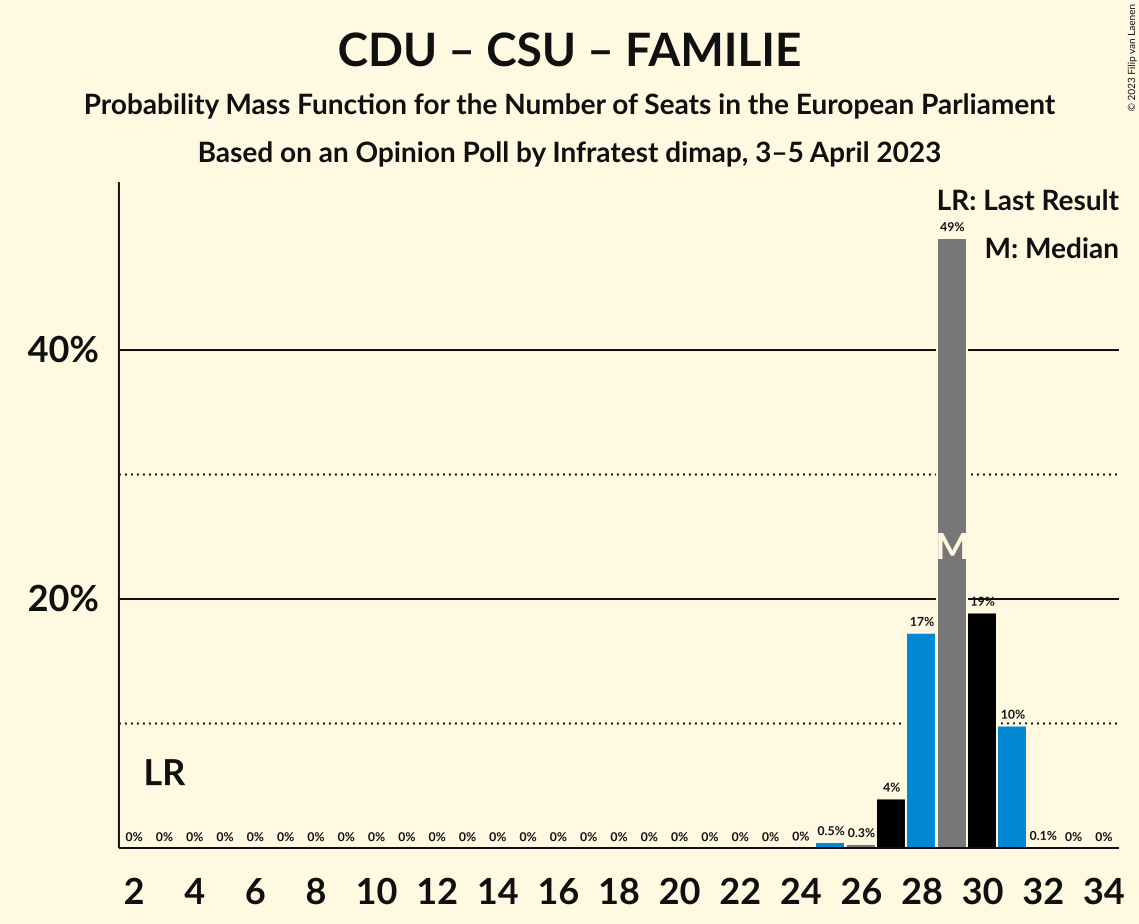 CDU – CSU – FAMILIE
Probability Mass Function for the Number of Seats in the European Parliament
Based on an Opinion Poll by Infratest dimap, 3–5 April 2023
© 2023 Filip van Laenen
LR: Last Result
M: Median
49%
40%
M
20%
19%
17%
10%
LR
4%
0% 0% 0% 0% 0% 0% 0% 0% 0% 0% 0% 0% 0% 0% 0% 0% 0% 0% 0% 0% 0% 0% 0% 0.5% 0.3% 0.1% 0% 0%
2 4 6 8 10 12 14 16 18 20 22 24 26 28 30 32 34